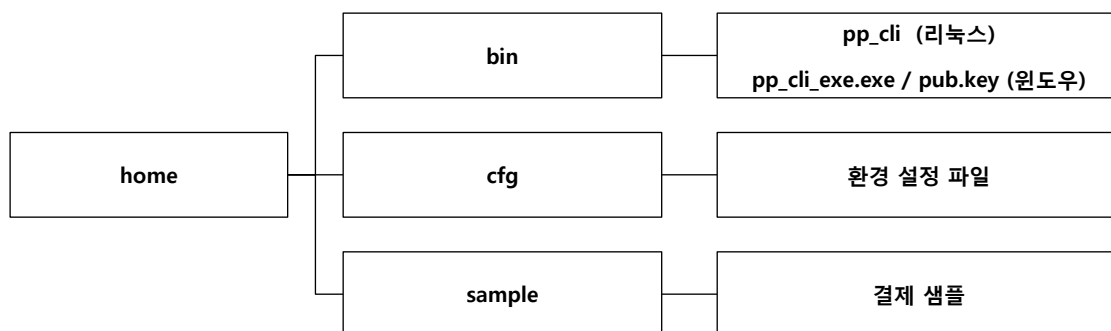 bin
pp_cli (리눅스)
pp_cli_exe.exe / pub.key (윈도우)
home
cfg
환경 설정 파일
sample
결제 샘플